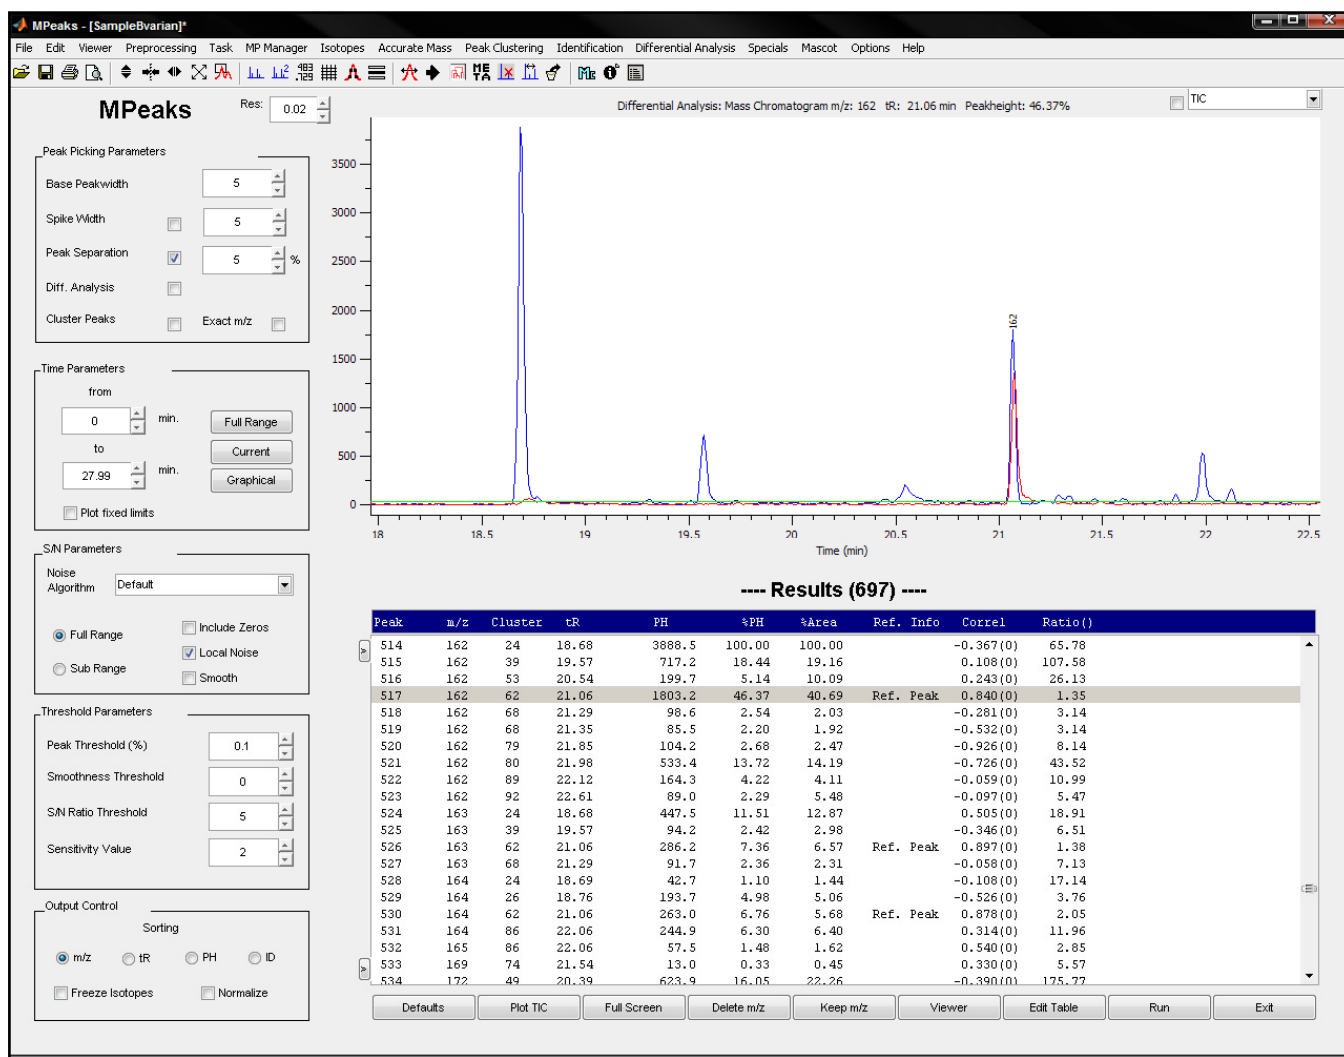 MPeaks - [SampleBvarian]*
File Edit Viewer Preprocessing Task MP Manager Isotopes Accurate Mass Peak Clustering Identification Differential Analysis Specials Mascot Options Help
MPeaks
Res: 0.02
Differential Analysis: Mass Chromatogram m/z: 162 tR: 21.06 min Peakheight: 46.37%
TIC
Peak Picking Parameters
Base Peakwidth 5
Spike Width 5
Peak Separation 5 %
Diff. Analysis
Cluster Peaks Exact m/z
Time Parameters
from
0 min. Full Range
to Current
27.99 min. Graphical
Plot fixed limits
S/N Parameters
Noise
Algorithm Default
Full Range Include Zeros
Local Noise
Sub Range Smooth
Threshold Parameters
Peak Threshold (%) 0.1
Smoothness Threshold 0
S/N Ratio Threshold 5
Sensitivity Value 2
Output Control
Sorting
m/z tR PH ID
Freeze Isotopes Normalize
3500
3000
2500
2000
1500
1000
500
0
162
18 18.5 19 19.5 20 20.5 21 21.5 22 22.5
Time (min)
---- Results (697) ----
Peak m/z Cluster tR PH %PH %Area Ref. Info Correl Ratio()
514 162 24 18.68 3888.5 100.00 100.00 -0.367(0) 65.78
515 162 39 19.57 717.2 18.44 19.16 0.108(0) 107.58
516 162 53 20.54 199.7 5.14 10.09 0.243(0) 26.13
517 162 62 21.06 1803.2 46.37 40.69 Ref. Peak 0.840(0) 1.35
518 162 68 21.29 98.6 2.54 2.03 -0.281(0) 3.14
519 162 68 21.35 85.5 2.20 1.92 -0.532(0) 3.14
520 162 79 21.85 104.2 2.68 2.47 -0.926(0) 8.14
521 162 80 21.98 533.4 13.72 14.19 -0.726(0) 43.52
522 162 89 22.12 164.3 4.22 4.11 -0.059(0) 10.99
523 162 92 22.61 89.0 2.29 5.48 -0.097(0) 5.47
524 163 24 18.68 447.5 11.51 12.87 0.505(0) 18.91
525 163 39 19.57 94.2 2.42 2.98 -0.346(0) 6.51
526 163 62 21.06 286.2 7.36 6.57 Ref. Peak 0.897(0) 1.38
527 163 68 21.29 91.7 2.36 2.31 -0.058(0) 7.13
528 164 24 18.69 42.7 1.10 1.44 -0.108(0) 17.14
529 164 26 18.76 193.7 4.98 5.06 -0.526(0) 3.76
530 164 62 21.06 263.0 6.76 5.68 Ref. Peak 0.878(0) 2.05
531 164 86 22.06 244.9 6.30 6.40 0.314(0) 11.96
532 165 86 22.06 57.5 1.48 1.62 0.540(0) 2.85
533 169 74 21.54 13.0 0.33 0.45 0.330(0) 5.57
534 172 49 20.39 623.9 16.05 22.26 -0.390(0) 175.77
Defaults Plot TIC Full Screen Delete m/z Keep m/z Viewer Edit Table Run Exit